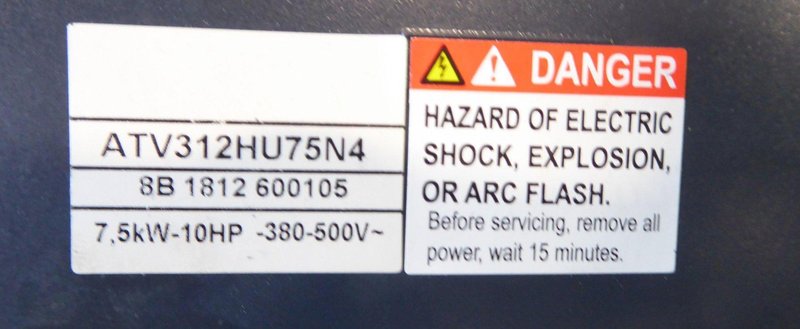 ATV312HU75N4
8B 1812 600105
7,5kW-10HP -380-500V~
DANGER
HAZARD OF ELECTRIC
SHOCK, EXPLOSION,
OR ARC FLASH.
Before servicing, remove all
power, wait 15 minutes.